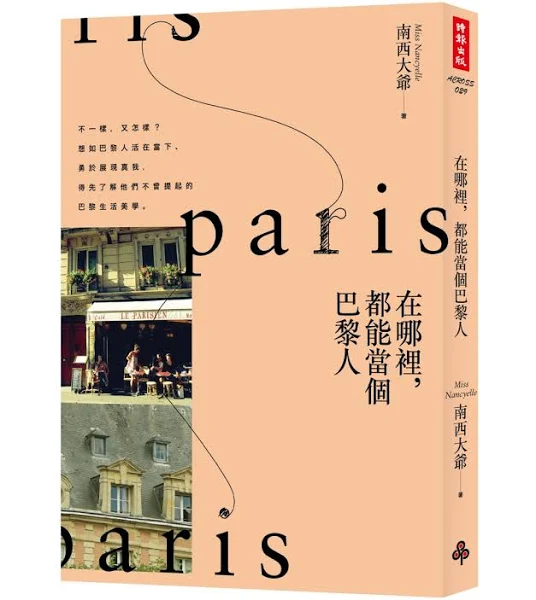 ris
Miss Nancyelle
南西大爺——著
不一樣，又怎樣？
想如巴黎人活在當下、
勇於展現真我，
得先了解他們不曾提起的
巴黎生活美學。
paris
CAFÉ LE PARISIEN
在哪裡，
都能當個
巴黎人
paris
時報出版
ACROSS
029
在哪裡，都能當個巴黎人
Miss
Nancyelle
南西大爺——著